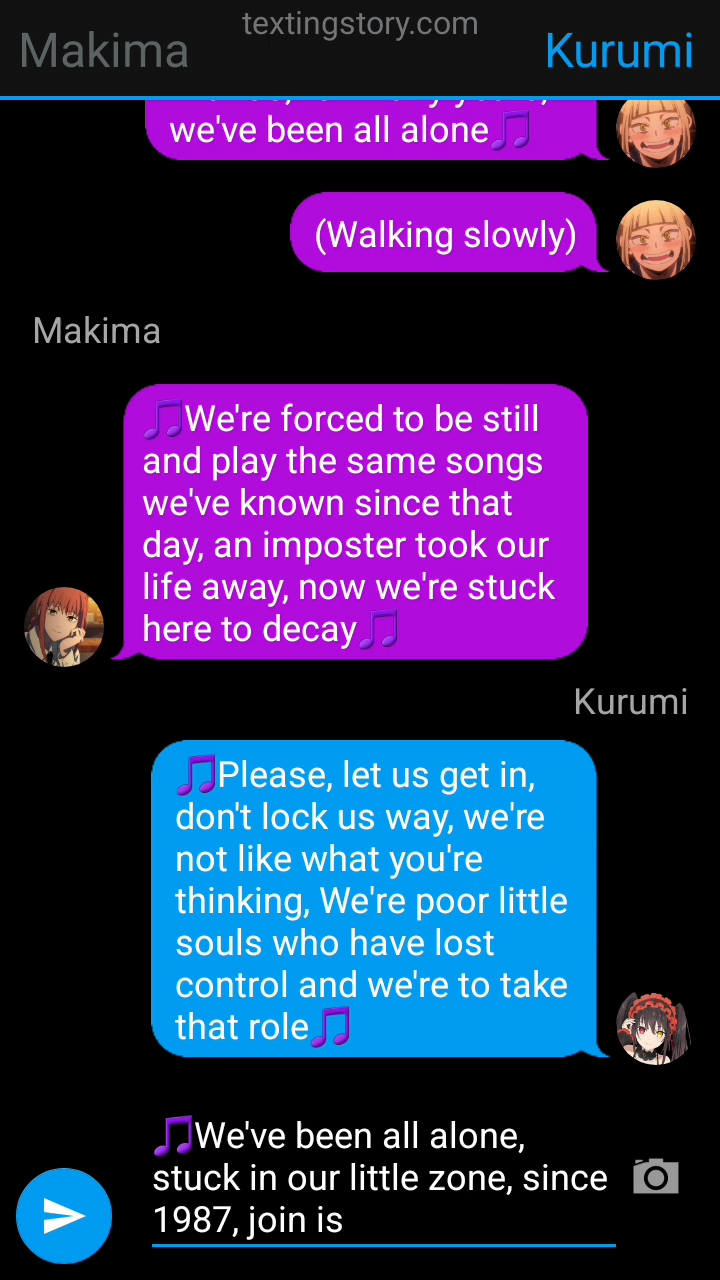 textingstory.com
Makima
Kurumi
we've been all alone🎵
(Walking slowly)
Makima
🎵We're forced to be still
and play the same songs
we've known since that
day, an imposter took our
life away, now we're stuck
here to decay🎵
Kurumi
🎵Please, let us get in,
don't lock us way, we're
not like what you're
thinking, We're poor little
souls who have lost
control and we're to take
that role🎵
🎵We've been all alone,
stuck in our little zone, since
1987, join is